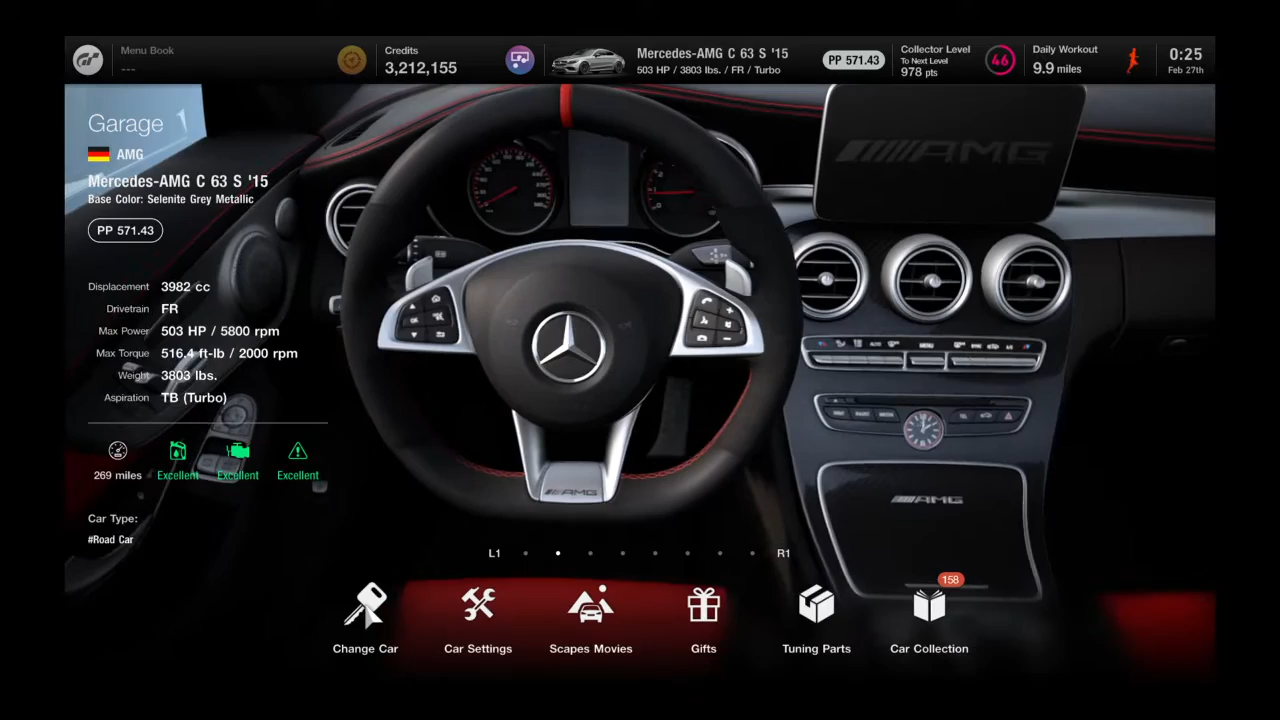 GT
Menu Book
---
Credits
3,212,155
Mercedes-AMG C 63 S '15
503 HP / 3803 lbs. / FR / Turbo
PP 571.43
Collector Level
To Next Level
978 pts
46
Daily Workout
9.9 miles
0:25
Feb 27th
Garage
AMG
Mercedes-AMG C 63 S '15
Base Color: Selenite Grey Metallic
PP 571.43
Displacement 3982 cc
Drivetrain FR
Max Power 503 HP / 5800 rpm
Max Torque 516.4 ft-lb / 2000 rpm
Weight 3803 lbs.
Aspiration TB (Turbo)
269 miles Excellent Excellent Excellent
Car Type:
#Road Car
AMG
MENU
AUTO
AMG
AMG
L1 R1
158
Change Car Car Settings Scapes Movies Gifts Tuning Parts Car Collection